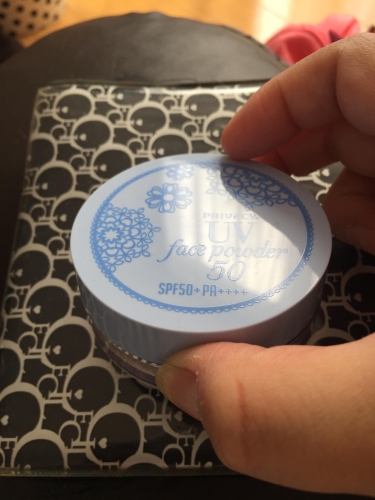 PRIVACY
UV
face powder
50
SPF50+PA++++